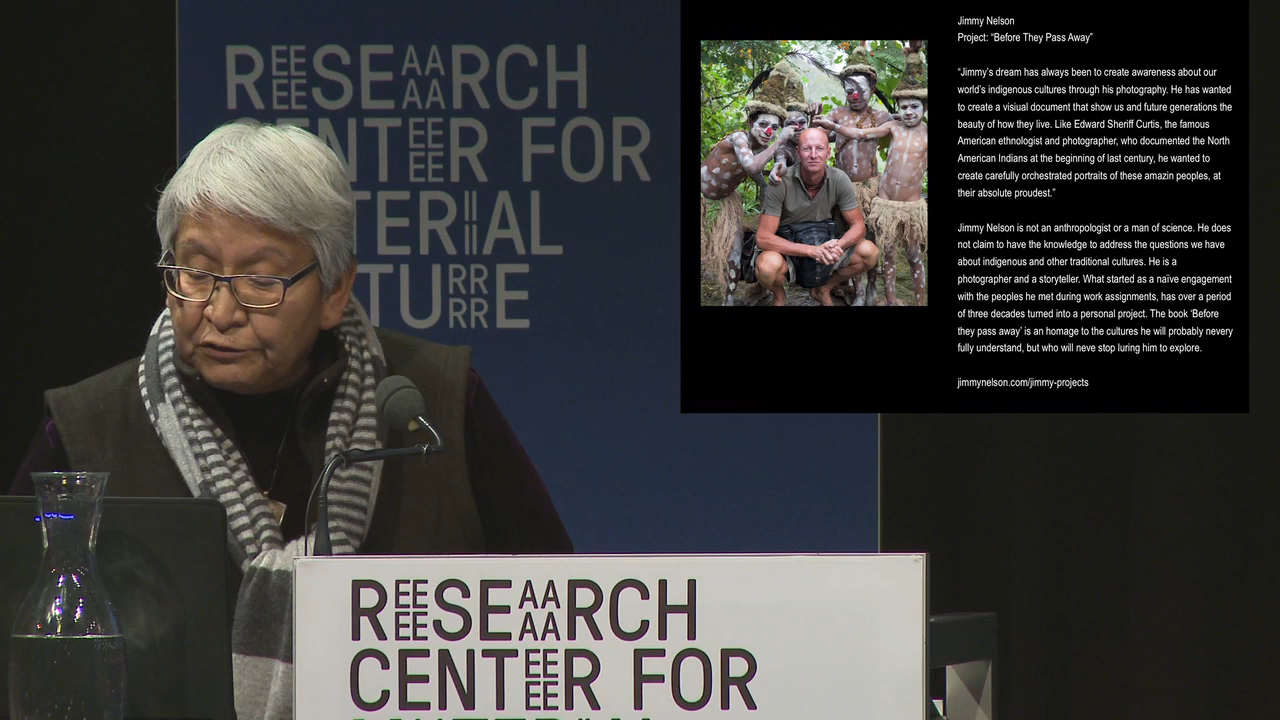 RESEARCH
CENTER FOR
TERIAL
TURE
Jimmy Nelson
Project: “Before They Pass Away”
“Jimmy’s dream has always been to create awareness about our
world’s indigenous cultures through his photography. He has wanted
to create a visiual document that show us and future generations the
beauty of how they live. Like Edward Sheriff Curtis, the famous
American ethnologist and photographer, who documented the North
American Indians at the beginning of last century, he wanted to
create carefully orchestrated portraits of these amazin peoples, at
their absolute proudest.”
Jimmy Nelson is not an anthropologist or a man of science. He does
not claim to have the knowledge to address the questions we have
about indigenous and other traditional cultures. He is a
photographer and a storyteller. What started as a naïve engagement
with the peoples he met during work assignments, has over a period
of three decades turned into a personal project. The book ‘Before
they pass away’ is an homage to the cultures he will probably nevery
fully understand, but who will neve stop luring him to explore.
jimmynelson.com/jimmy-projects
RESEARCH
CENTER FOR